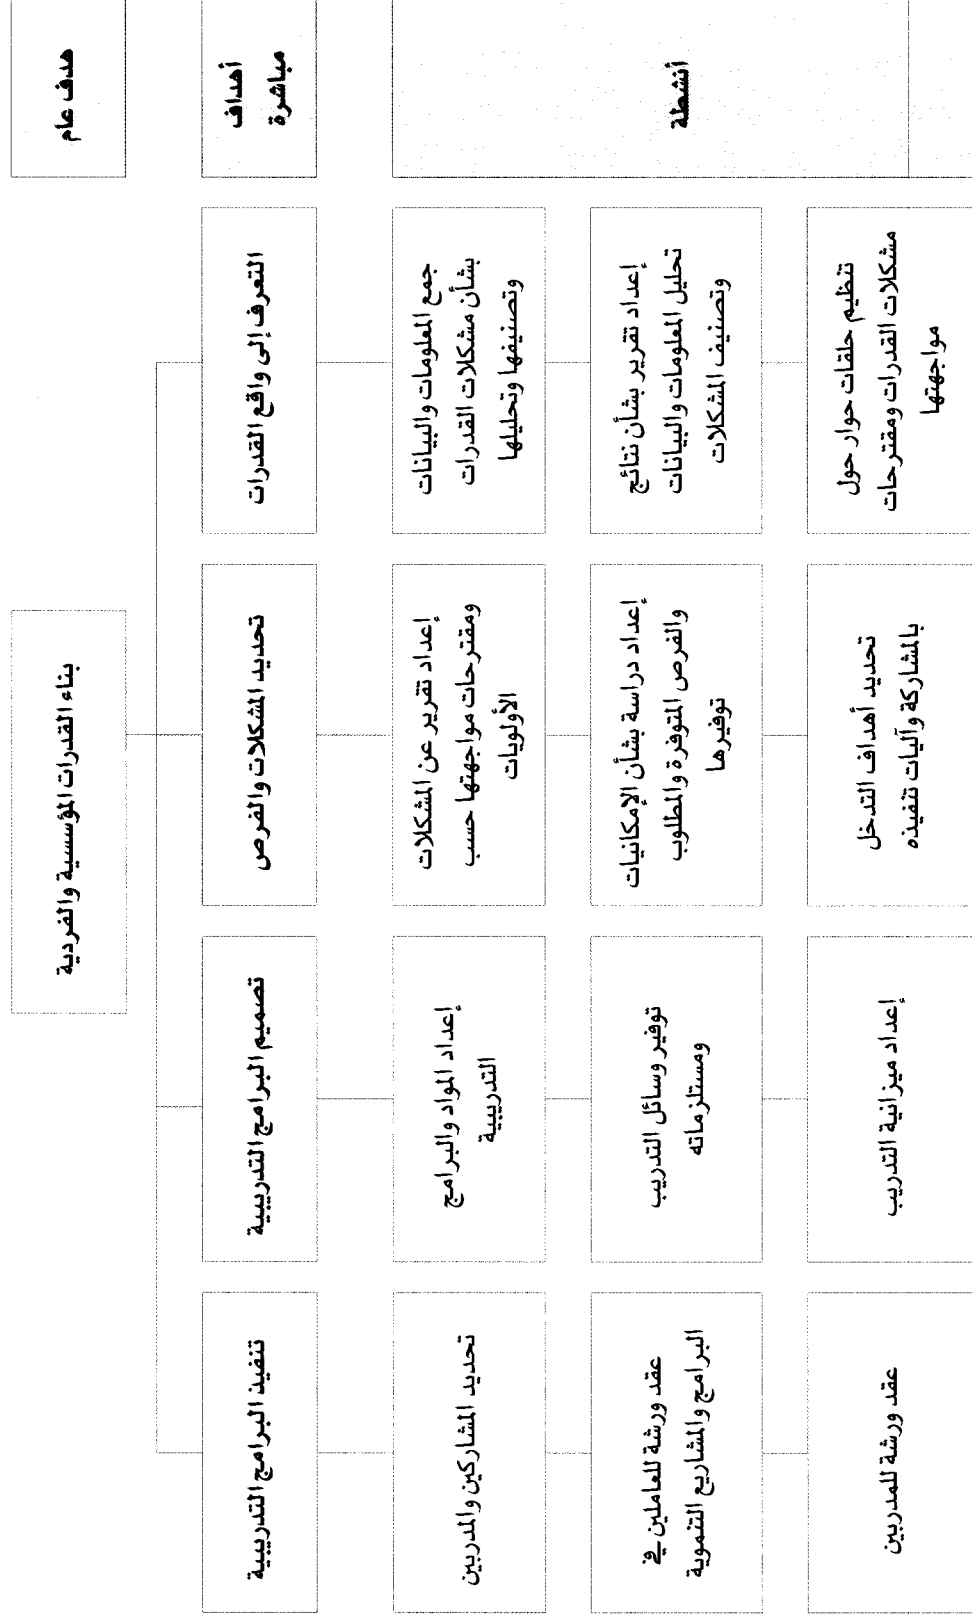 هدف عام
بناء القدرات المؤسسية والفردية
أهداف
مباشرة
التعرف إلى واقع القدرات
تحديد المشكلات والفرص
تصميم البرامج التدريبية
تنفيذ البرامج التدريبية
أنشطة
جمع المعلومات والبيانات
بشأن مشكلات القدرات
وتصنيفها وتحليلها
إعداد تقرير عن المشكلات
ومقترحات مواجهتها حسب
الأولويات
إعداد المواد والبرامج
التدريبية
تحديد المشاركين والمدربين
إعداد تقرير بشأن نتائج
تحليل المعلومات والبيانات
وتصنيف المشكلات
إعداد دراسة بشأن الإمكانيات
والفرص المتوفرة والمطلوب
توفيرها
توفير وسائل التدريب
ومستلزماته
عقد ورشة للعاملين في
البرامج والمشاريع التنموية
تنظيم حلقات حوار حول
مشكلات القدرات ومقترحات
مواجهتها
تحديد أهداف التدخل
بالمشاركة وآليات تنفيذه
إعداد ميزانية التدريب
عقد ورشة للمدربين